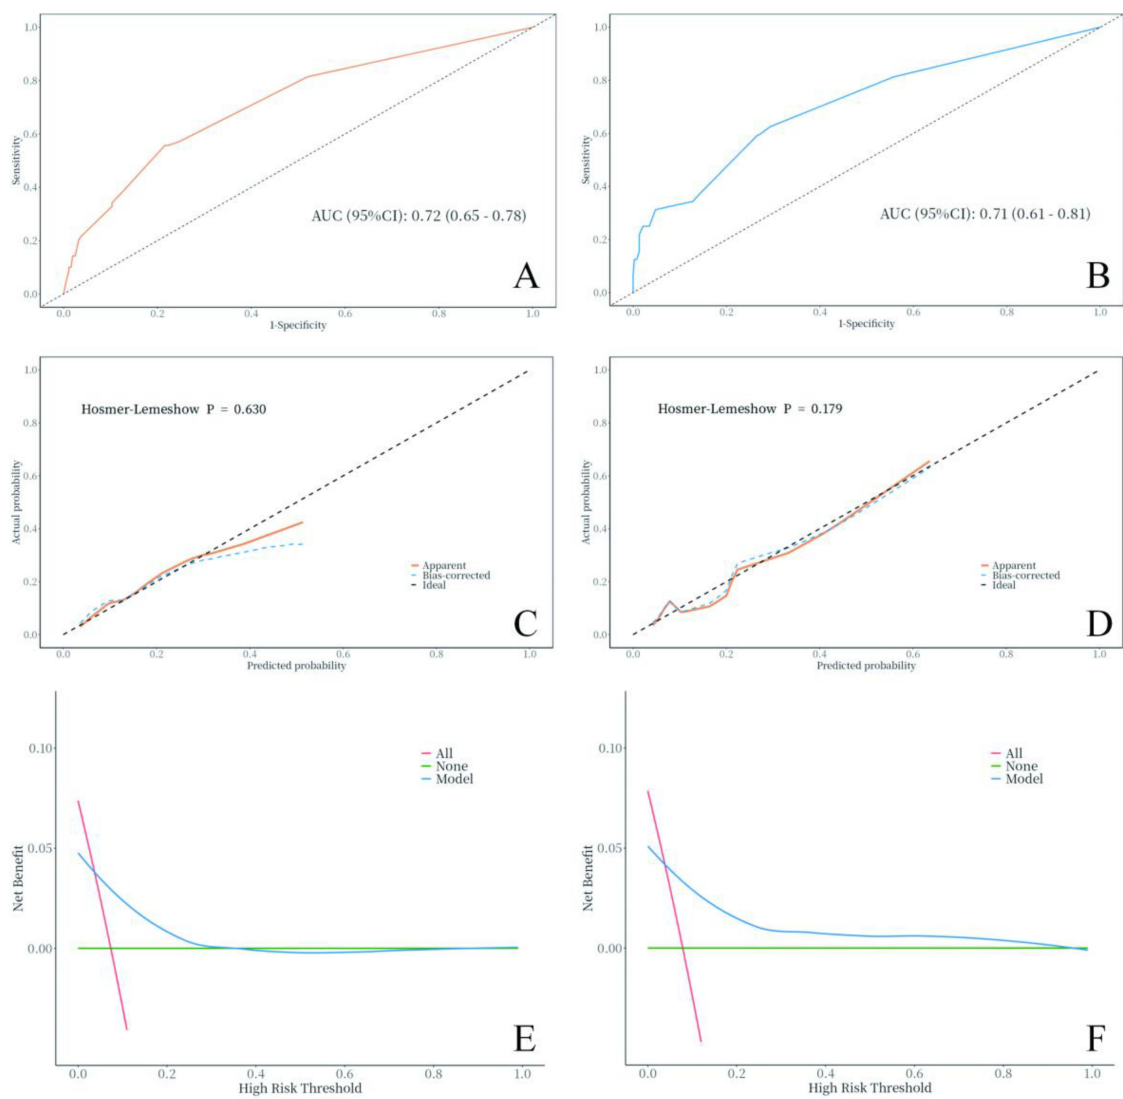 1.0
0.8
0.6
0.4
0.2
0.0
Sensitivity
AUC (95%CI): 0.72 (0.65 - 0.78)
A
0.0 0.2 0.4 0.6 0.8 1.0
1-Specificity
1.0
0.8
0.6
0.4
0.2
0.0
Sensitivity
AUC (95%CI): 0.71 (0.61 - 0.81)
B
0.0 0.2 0.4 0.6 0.8 1.0
1-Specificity
1.0
0.8
0.6
0.4
0.2
0.0
Actual probability
Hosmer-Lemeshow P = 0.630
Apparent
Bias-corrected
Ideal
C
0.0 0.2 0.4 0.6 0.8 1.0
Predicted probability
1.0
0.8
0.6
0.4
0.2
0.0
Actual probability
Hosmer-Lemeshow P = 0.179
Apparent
Bias-corrected
Ideal
D
0.0 0.2 0.4 0.6 0.8 1.0
Predicted probability
0.10
0.05
0.00
Net Benefit
All
None
Model
E
0.0 0.2 0.4 0.6 0.8 1.0
High Risk Threshold
0.10
0.05
0.00
Net Benefit
All
None
Model
F
0.0 0.2 0.4 0.6 0.8 1.0
High Risk Threshold